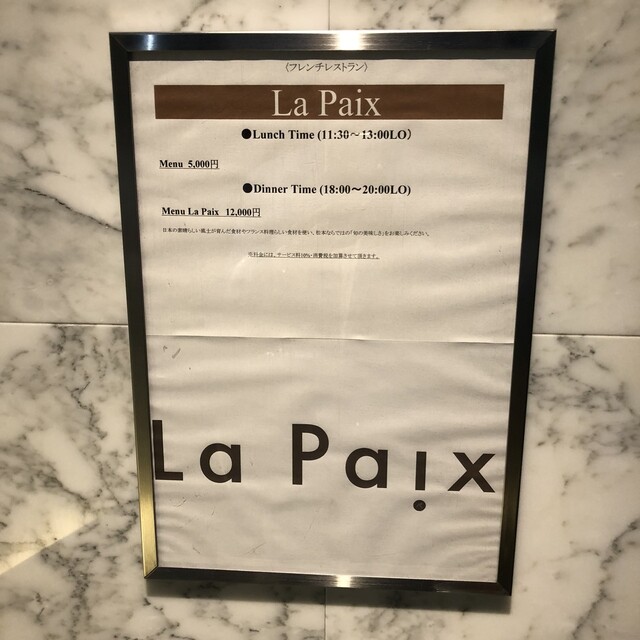 〈フレンチレストラン〉
La Paix
●Lunch Time (11:30～13:00LO)
Menu 5,000円
●Dinner Time (18:00～20:00LO)
Menu La Paix 12,000円
日本の素晴らしい風土が育んだ食材やフランス料理らしい食材を使い、松本ならではの「旬の美味しさ」をお楽しみください。
※料金には、サービス料10%・消費税を加算させて頂きます。
La Paix